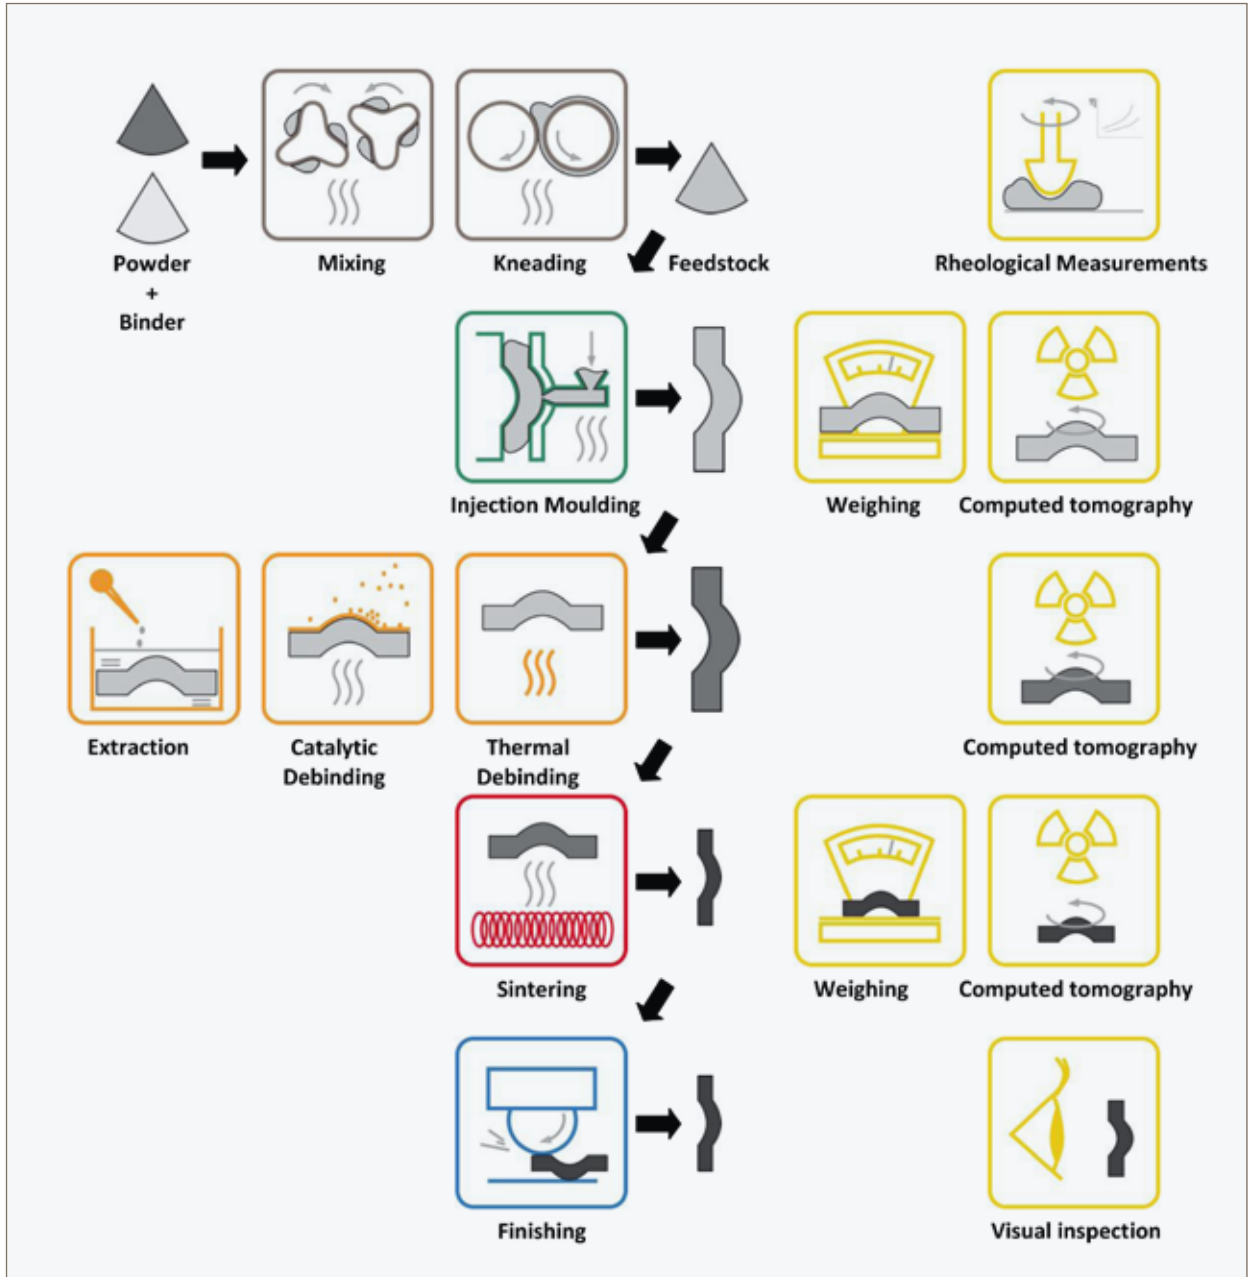 Powder
+
Binder
Mixing
Kneading
Feedstock
Rheological Measurements
Injection Moulding
Weighing
Computed tomography
Extraction
Catalytic
Debinding
Thermal
Debinding
Computed tomography
Sintering
Weighing
Computed tomography
Finishing
Visual inspection